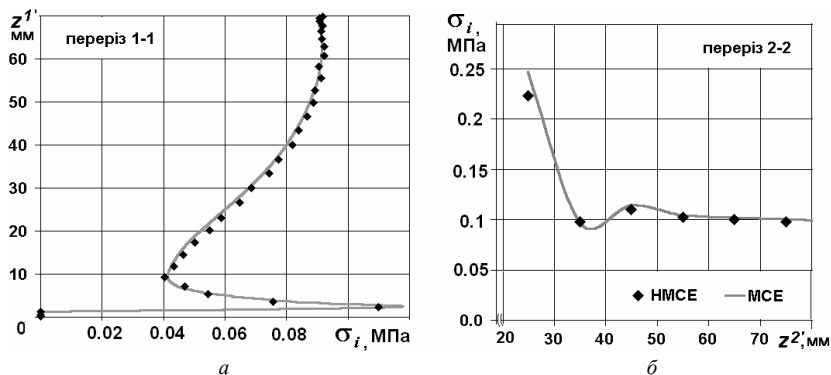 z¹',
мм
переріз 1-1
60
50
40
30
20
10
0
0.02
0.04
0.06
0.08
σi, МПа
а
σi,
МПа
переріз 2-2
0.25
0.2
0.15
0.1
0.05
0.0
НМСЕ
МСЕ
20
30
40
50
60
70
z²',мм
б